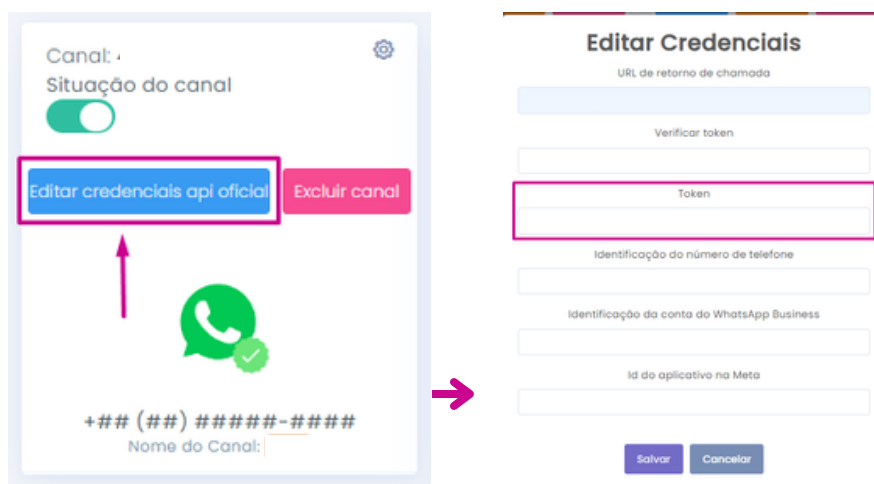 Canal:
Situação do canal
Editar credenciais api oficial
Excluir canal
+## (##) #####-####
Nome do Canal:
Editar Credenciais
URL de retorno de chamada
Verificar token
Token
Identificação do número de telefone
Identificação da conta do WhatsApp Business
Id do aplicativo na Meta
Salvar
Cancelar